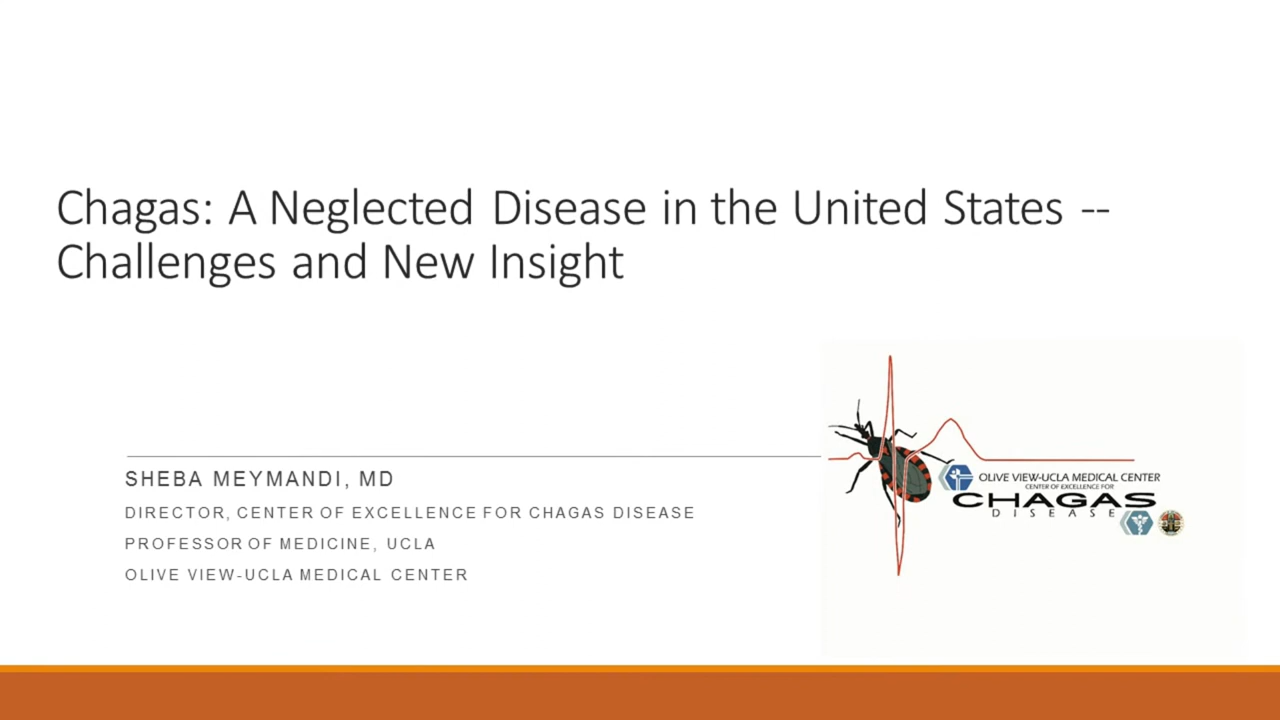 Chagas: A Neglected Disease in the United States --
Challenges and New Insight
SHEBA MEYMANDI, MD
DIRECTOR, CENTER OF EXCELLENCE FOR CHAGAS DISEASE
PROFESSOR OF MEDICINE, UCLA
OLIVE VIEW-UCLA MEDICAL CENTER
OLIVE VIEW-UCLA MEDICAL CENTER
CENTER OF EXCELLENCE FOR
CHAGAS
DISEASE